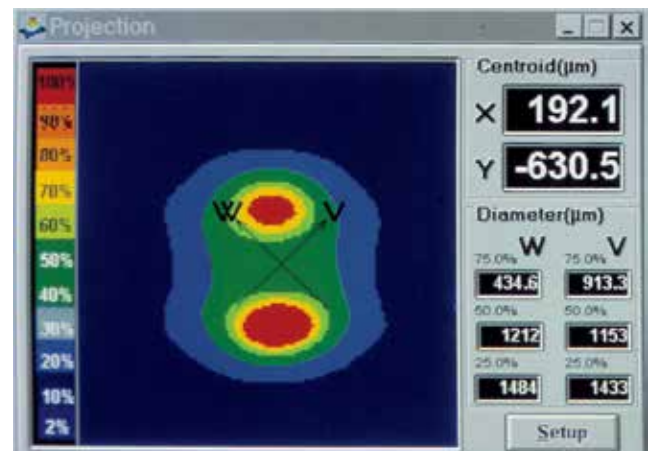 Projection
100%
90%
80%
70%
60%
50%
40%
30%
20%
10%
2%
W V
Centroid(µm)
X 192.1
Y -630.5
Diameter(µm)
W V
75.0% 75.0%
434.6 913.3
50.0% 50.0%
1212 1153
25.0% 25.0%
1484 1433
Setup